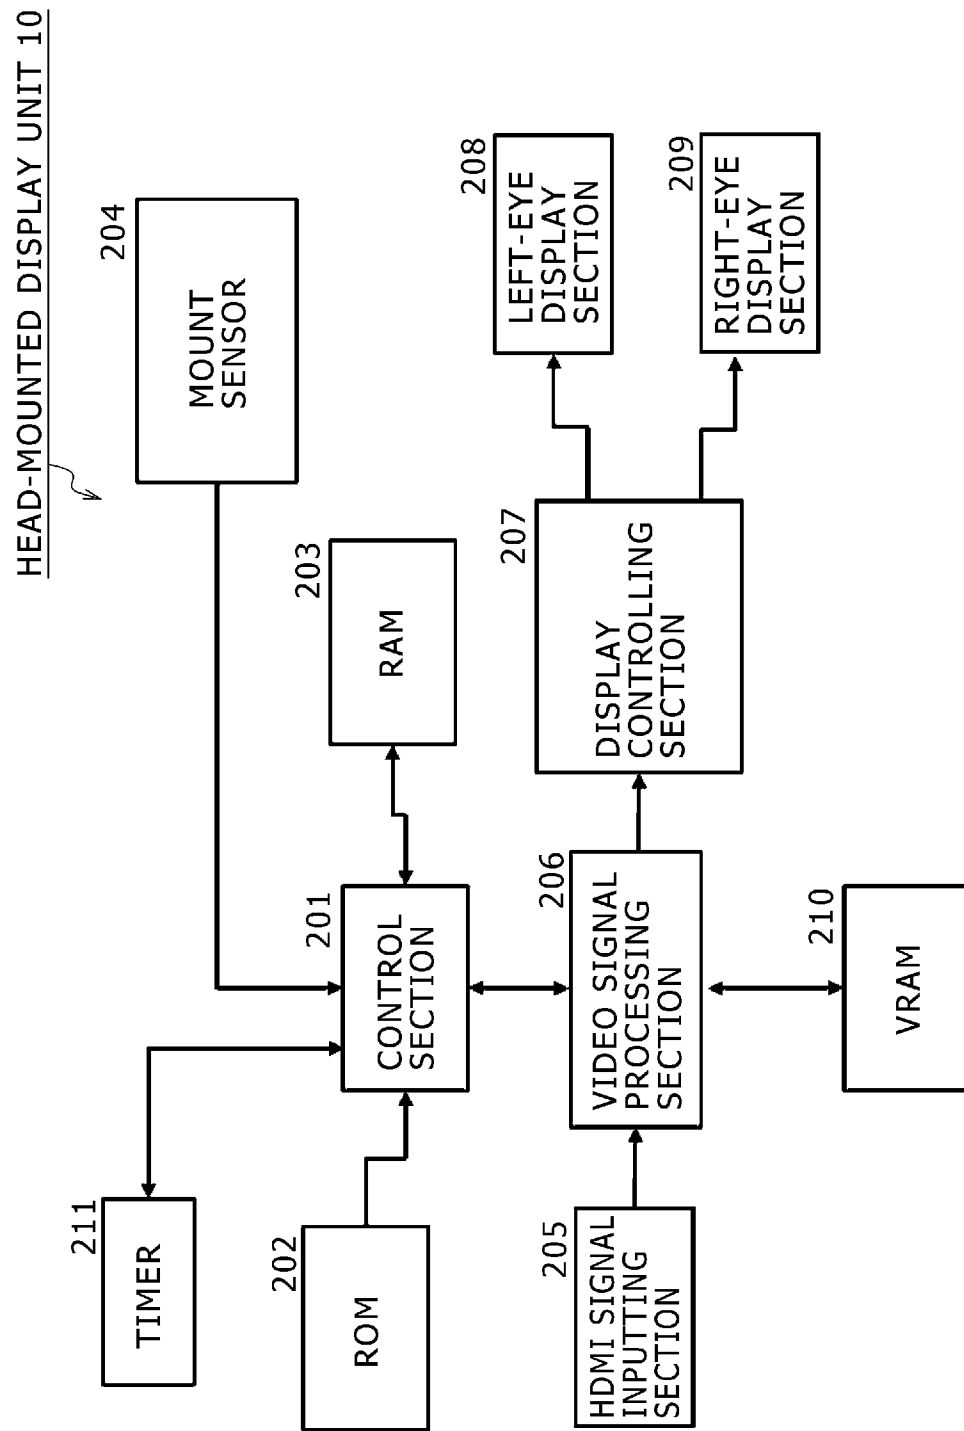 HEAD-MOUNTED DISPLAY UNIT 10
211
TIMER
204
MOUNT
SENSOR
202
ROM
201
CONTROL
SECTION
203
RAM
205
HDMI SIGNAL
INPUTTING
SECTION
206
VIDEO SIGNAL
PROCESSING
SECTION
207
DISPLAY
CONTROLLING
SECTION
208
LEFT-EYE
DISPLAY
SECTION
209
RIGHT-EYE
DISPLAY
SECTION
210
VRAM